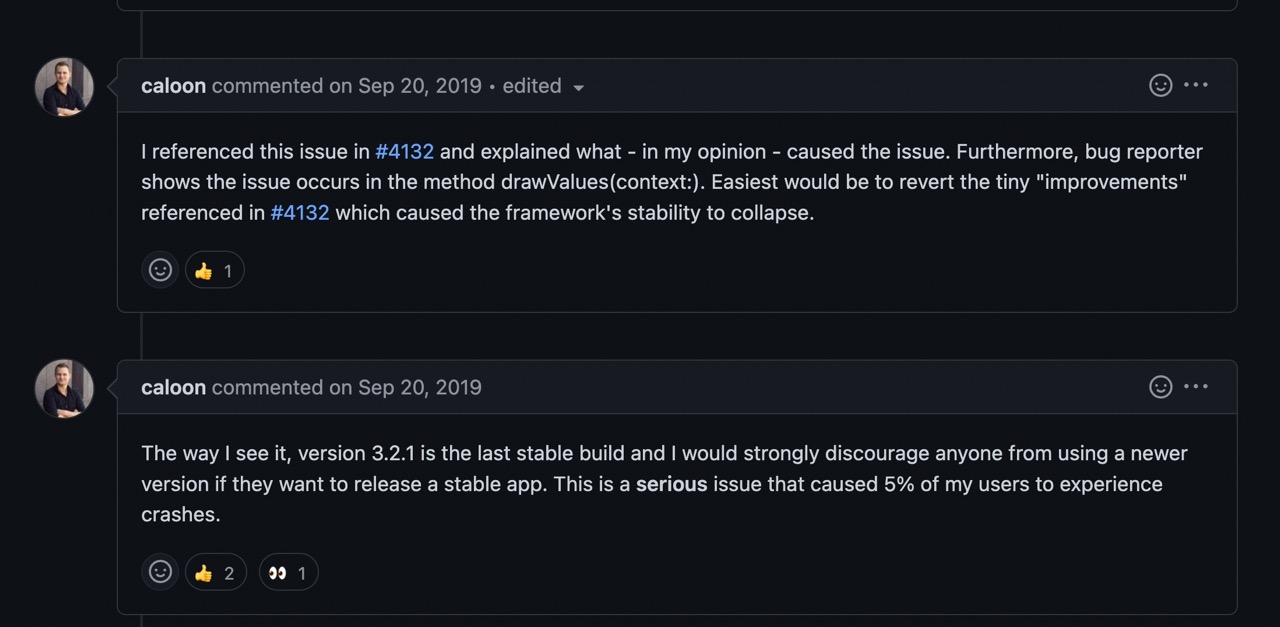 caloon commented on Sep 20, 2019 • edited
I referenced this issue in #4132 and explained what - in my opinion - caused the issue. Furthermore, bug reporter
shows the issue occurs in the method drawValues(context:). Easiest would be to revert the tiny "improvements"
referenced in #4132 which caused the framework's stability to collapse.
👍 1
caloon commented on Sep 20, 2019
The way I see it, version 3.2.1 is the last stable build and I would strongly discourage anyone from using a newer
version if they want to release a stable app. This is a serious issue that caused 5% of my users to experience
crashes.
👍 2 👀 1